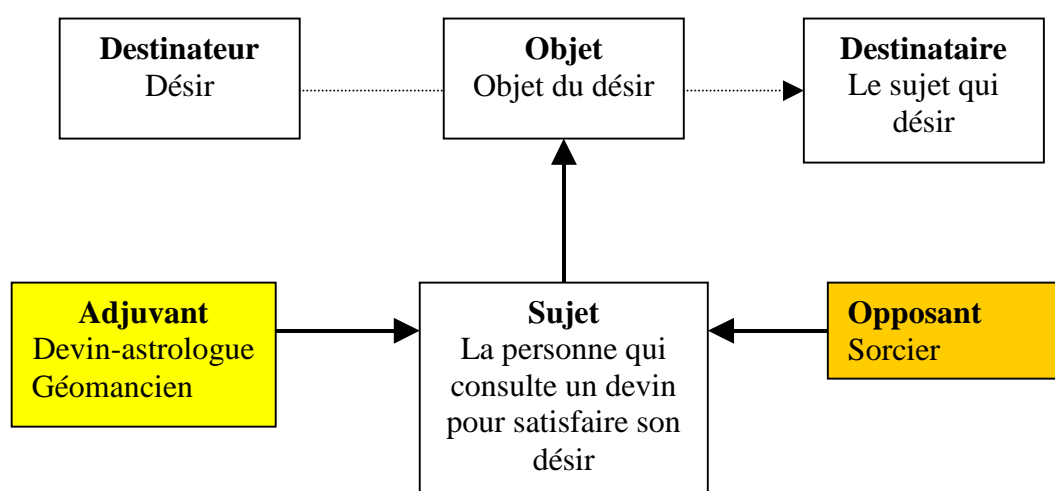 Destinateur
Désir
Objet
Objet du désir
Destinataire
Le sujet qui
désir
Adjuvant
Devin-astrologue
Géomancien
Sujet
La personne qui
consulte un devin
pour satisfaire son
désir
Opposant
Sorcier